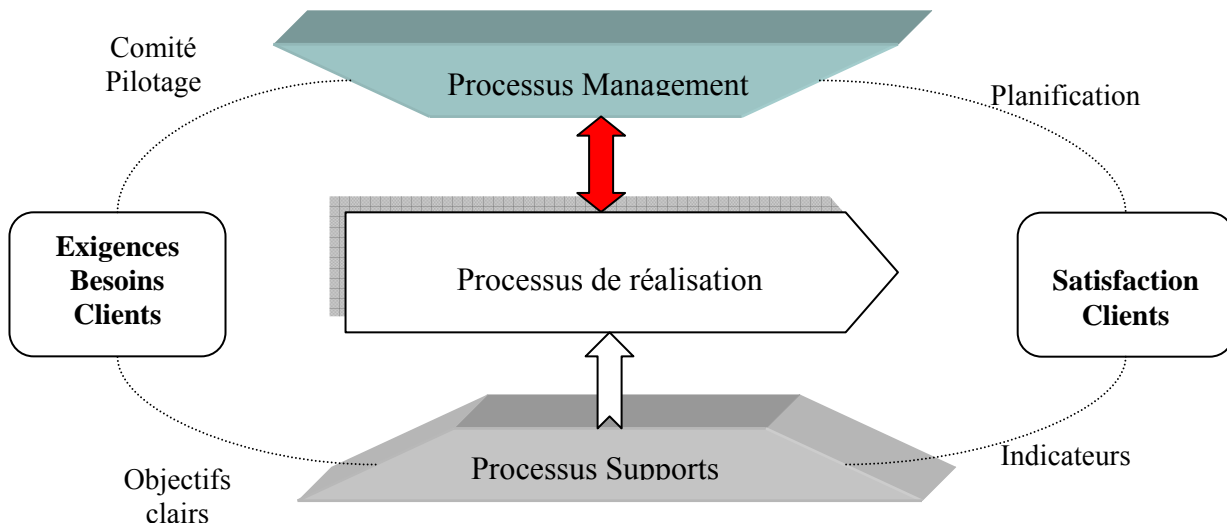 Comité
Pilotage
Processus Management
Planification
Exigences
Besoins
Clients
Processus de réalisation
Satisfaction
Clients
Processus Supports
Indicateurs
Objectifs
clairs